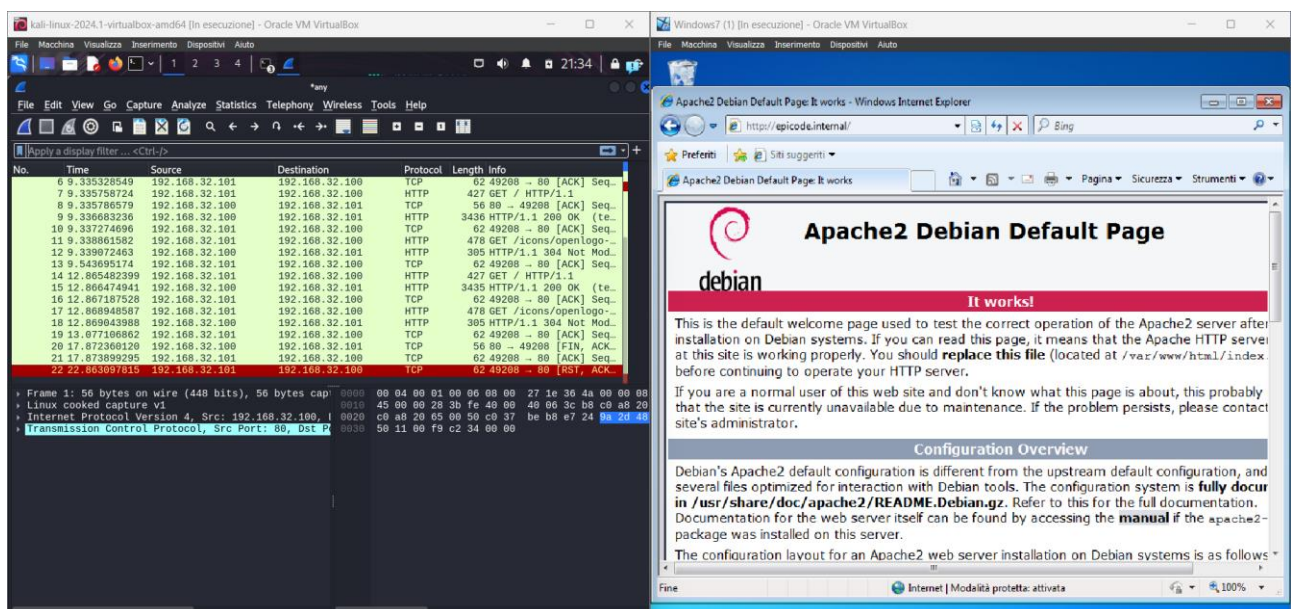 kali-linux-2024.1-virtualbox-amd64 [In esecuzione] - Oracle VM VirtualBox
File Macchina Visualizza Inserimento Dispositivi Aiuto
1 2 3 4
21:34
*any
File Edit View Go Capture Analyze Statistics Telephony Wireless Tools Help
Apply a display filter ... <Ctrl-/>
No. Time Source Destination Protocol Length Info
6 9.335328549 192.168.32.101 192.168.32.100 TCP 62 49208 → 80 [ACK] Seq…
7 9.335758724 192.168.32.101 192.168.32.100 HTTP 427 GET / HTTP/1.1
8 9.335786579 192.168.32.100 192.168.32.101 TCP 56 80 → 49208 [ACK] Seq…
9 9.336683236 192.168.32.100 192.168.32.101 HTTP 3436 HTTP/1.1 200 OK (te…
10 9.337274696 192.168.32.101 192.168.32.100 TCP 62 49208 → 80 [ACK] Seq…
11 9.338861582 192.168.32.101 192.168.32.100 HTTP 478 GET /icons/openlogo-…
12 9.339072463 192.168.32.100 192.168.32.101 HTTP 305 HTTP/1.1 304 Not Mod…
13 9.543695174 192.168.32.101 192.168.32.100 TCP 62 49208 → 80 [ACK] Seq…
14 12.865482399 192.168.32.101 192.168.32.100 HTTP 427 GET / HTTP/1.1
15 12.866474941 192.168.32.100 192.168.32.101 HTTP 3435 HTTP/1.1 200 OK (te…
16 12.867187528 192.168.32.101 192.168.32.100 TCP 62 49208 → 80 [ACK] Seq…
17 12.868948587 192.168.32.101 192.168.32.100 HTTP 478 GET /icons/openlogo-…
18 12.869043988 192.168.32.100 192.168.32.101 HTTP 305 HTTP/1.1 304 Not Mod…
19 13.077106862 192.168.32.101 192.168.32.100 TCP 62 49208 → 80 [ACK] Seq…
20 17.872360120 192.168.32.100 192.168.32.101 TCP 56 80 → 49208 [FIN, ACK…
21 17.873899295 192.168.32.101 192.168.32.100 TCP 62 49208 → 80 [ACK] Seq…
22 22.863097815 192.168.32.101 192.168.32.100 TCP 62 49208 → 80 [RST, ACK…
Frame 1: 56 bytes on wire (448 bits), 56 bytes cap
Linux cooked capture v1
Internet Protocol Version 4, Src: 192.168.32.100,
Transmission Control Protocol, Src Port: 80, Dst P
0000 00 04 00 01 00 06 08 00 27 1e 36 4a 00 00 08
0010 45 00 00 28 3b fe 40 00 40 06 3c b8 c0 a8 20
0020 c0 a8 20 65 00 50 c0 37 be b8 e7 24 9a 2d 48
0030 50 11 00 f9 c2 34 00 00
Windows7 (1) [In esecuzione] - Oracle VM VirtualBox
File Macchina Visualizza Inserimento Dispositivi Aiuto
Apache2 Debian Default Page: It works - Windows Internet Explorer
http://epicode.internal/
Bing
Preferiti Siti suggeriti
Apache2 Debian Default Page: It works
Pagina Sicurezza Strumenti
debian
Apache2 Debian Default Page
It works!
This is the default welcome page used to test the correct operation of the Apache2 server after
installation on Debian systems. If you can read this page, it means that the Apache HTTP server
at this site is working properly. You should replace this file (located at /var/www/html/index.
before continuing to operate your HTTP server.
If you are a normal user of this web site and don't know what this page is about, this probably
that the site is currently unavailable due to maintenance. If the problem persists, please contact
site's administrator.
Configuration Overview
Debian's Apache2 default configuration is different from the upstream default configuration, and
several files optimized for interaction with Debian tools. The configuration system is fully docur
in /usr/share/doc/apache2/README.Debian.gz. Refer to this for the full documentation.
Documentation for the web server itself can be found by accessing the manual if the apache2-
package was installed on this server.
The configuration layout for an Apache2 web server installation on Debian systems is as follows
Fine
Internet | Modalità protetta: attivata
100%